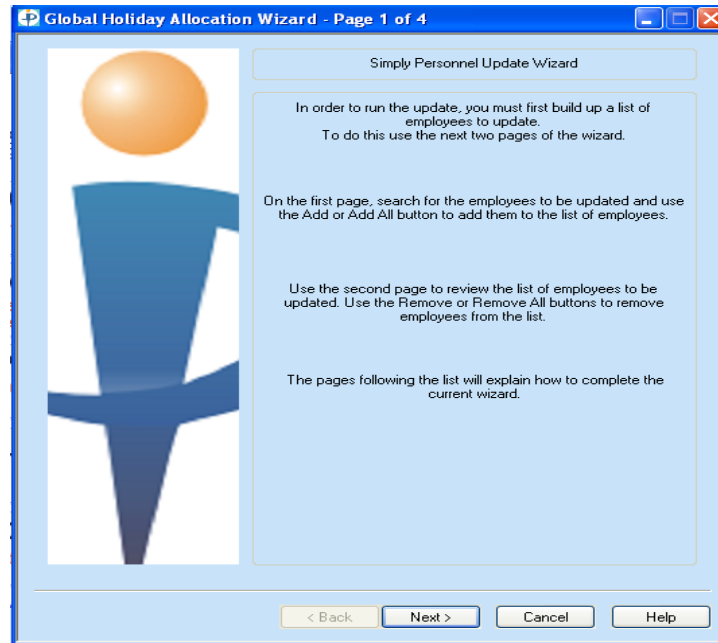 Global Holiday Allocation Wizard - Page 1 of 4
Simply Personnel Update Wizard
In order to run the update, you must first build up a list of
employees to update.
To do this use the next two pages of the wizard.
On the first page, search for the employees to be updated and use
the Add or Add All button to add them to the list of employees.
Use the second page to review the list of employees to be
updated. Use the Remove or Remove All buttons to remove
employees from the list.
The pages following the list will explain how to complete the
current wizard.
< Back Next > Cancel Help